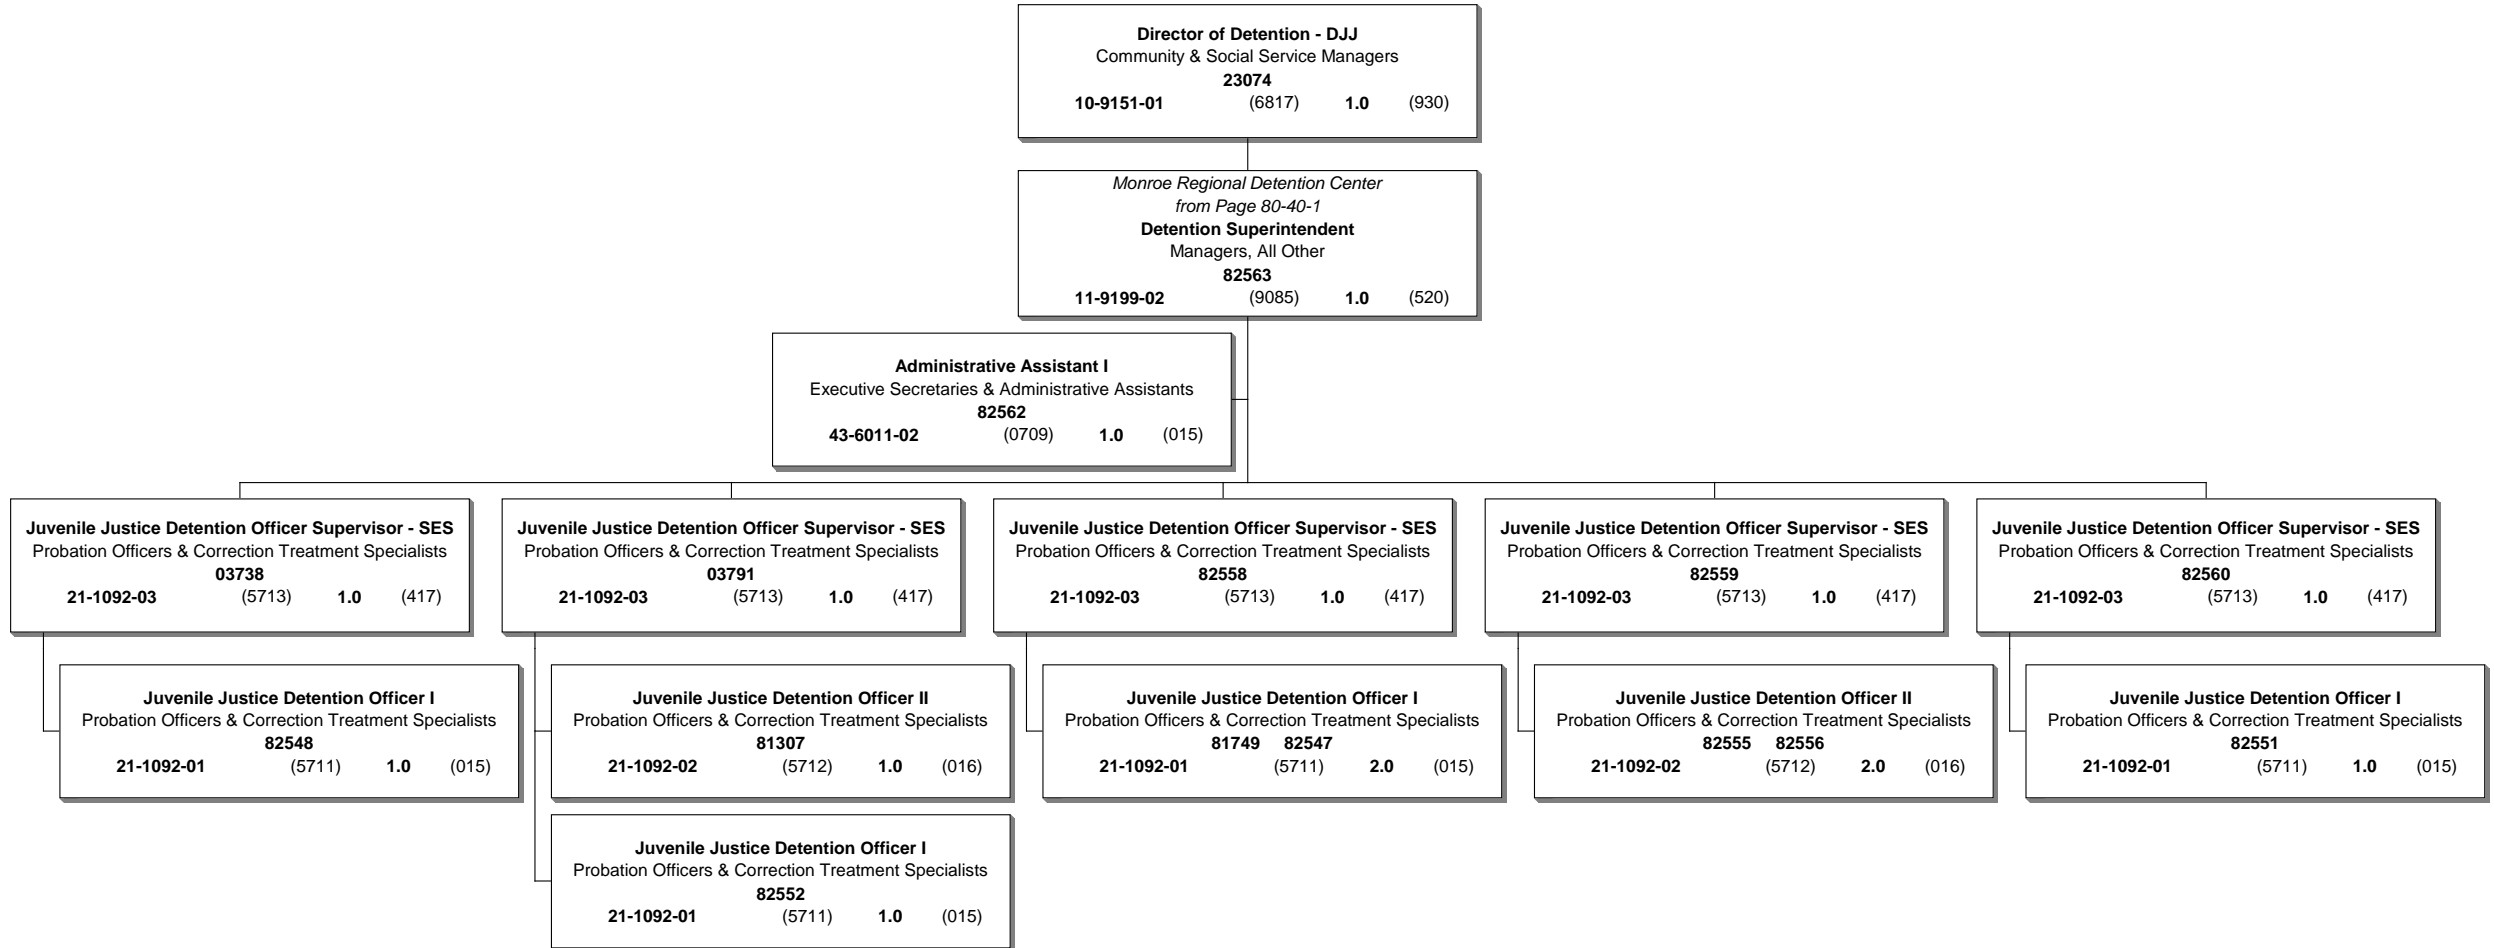 Director of Detention - DJJ
Community & Social Service Managers
23074
10-9151-01 (6817) 1.0 (930)
Monroe Regional Detention Center
from Page 80-40-1
Detention Superintendent
Managers, All Other
82563
11-9199-02 (9085) 1.0 (520)
Administrative Assistant I
Executive Secretaries & Administrative Assistants
82562
43-6011-02 (0709) 1.0 (015)
Juvenile Justice Detention Officer Supervisor - SES
Probation Officers & Correction Treatment Specialists
03738
21-1092-03 (5713) 1.0 (417)
Juvenile Justice Detention Officer Supervisor - SES
Probation Officers & Correction Treatment Specialists
03791
21-1092-03 (5713) 1.0 (417)
Juvenile Justice Detention Officer Supervisor - SES
Probation Officers & Correction Treatment Specialists
82558
21-1092-03 (5713) 1.0 (417)
Juvenile Justice Detention Officer Supervisor - SES
Probation Officers & Correction Treatment Specialists
82559
21-1092-03 (5713) 1.0 (417)
Juvenile Justice Detention Officer Supervisor - SES
Probation Officers & Correction Treatment Specialists
82560
21-1092-03 (5713) 1.0 (417)
Juvenile Justice Detention Officer I
Probation Officers & Correction Treatment Specialists
82548
21-1092-01 (5711) 1.0 (015)
Juvenile Justice Detention Officer II
Probation Officers & Correction Treatment Specialists
81307
21-1092-02 (5712) 1.0 (016)
Juvenile Justice Detention Officer I
Probation Officers & Correction Treatment Specialists
81749 82547
21-1092-01 (5711) 2.0 (015)
Juvenile Justice Detention Officer II
Probation Officers & Correction Treatment Specialists
82555 82556
21-1092-02 (5712) 2.0 (016)
Juvenile Justice Detention Officer I
Probation Officers & Correction Treatment Specialists
82551
21-1092-01 (5711) 1.0 (015)
Juvenile Justice Detention Officer I
Probation Officers & Correction Treatment Specialists
82552
21-1092-01 (5711) 1.0 (015)